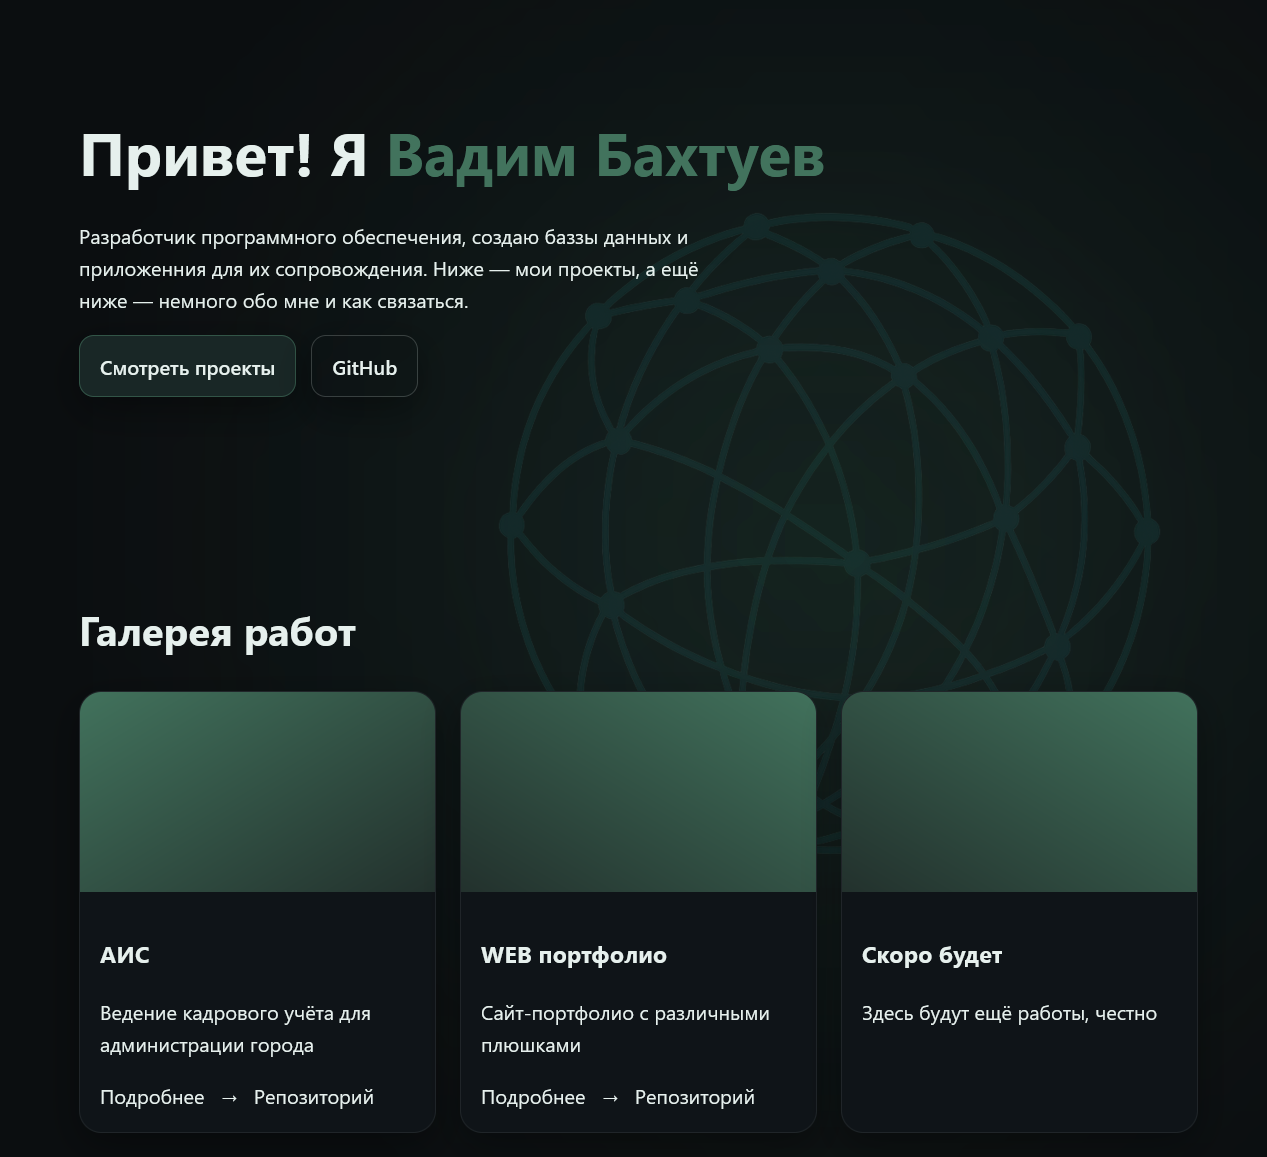 Привет! Я Вадим Бахтуев
Разработчик программного обеспечения, создаю баззы данных и
приложенния для их сопровождения. Ниже — мои проекты, а ещё
ниже — немного обо мне и как связаться.
Смотреть проекты
GitHub
Галерея работ
АИС
Ведение кадрового учёта для
администрации города
Подробнее → Репозиторий
WEB портфолио
Сайт-портфолио с различными
плюшками
Подробнее → Репозиторий
Скоро будет
Здесь будут ещё работы, честно